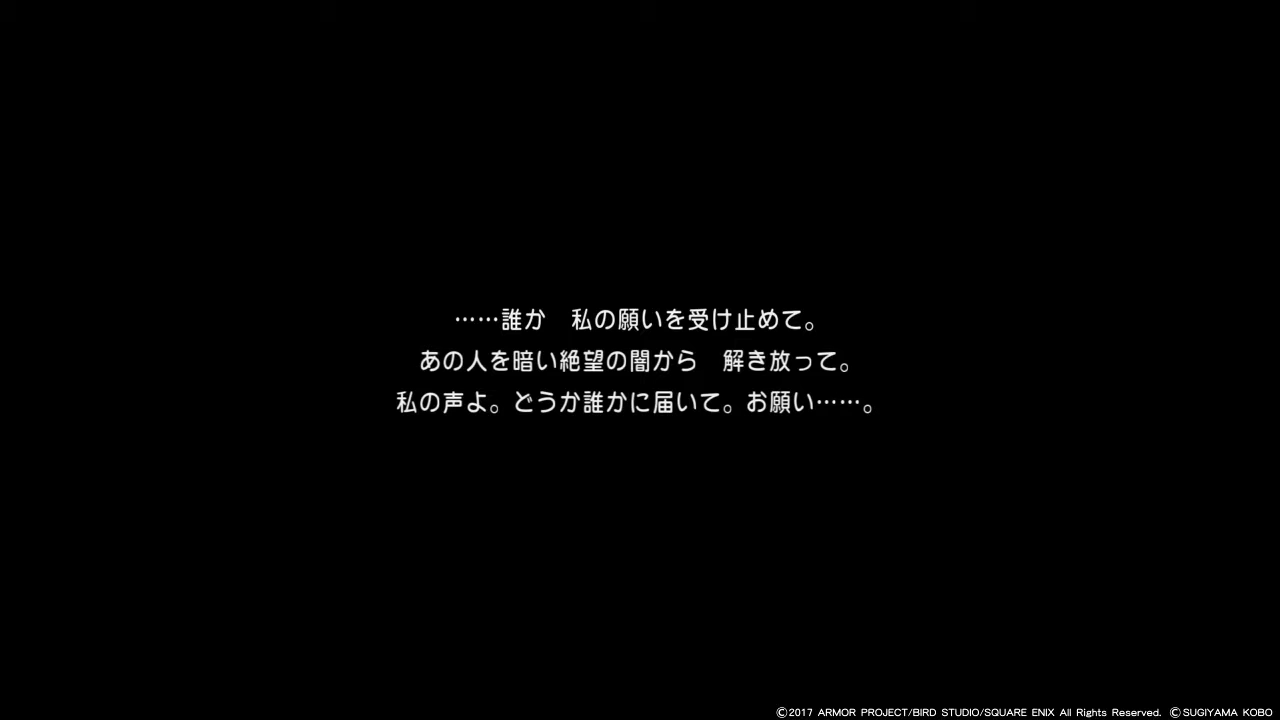 ……誰か　私の願いを受け止めて。
あの人を暗い絶望の闇から　解き放って。
私の声よ。どうか誰かに届いて。お願い……。
©2017 ARMOR PROJECT/BIRD STUDIO/SQUARE ENIX All Rights Reserved. ©SUGIYAMA KOBO